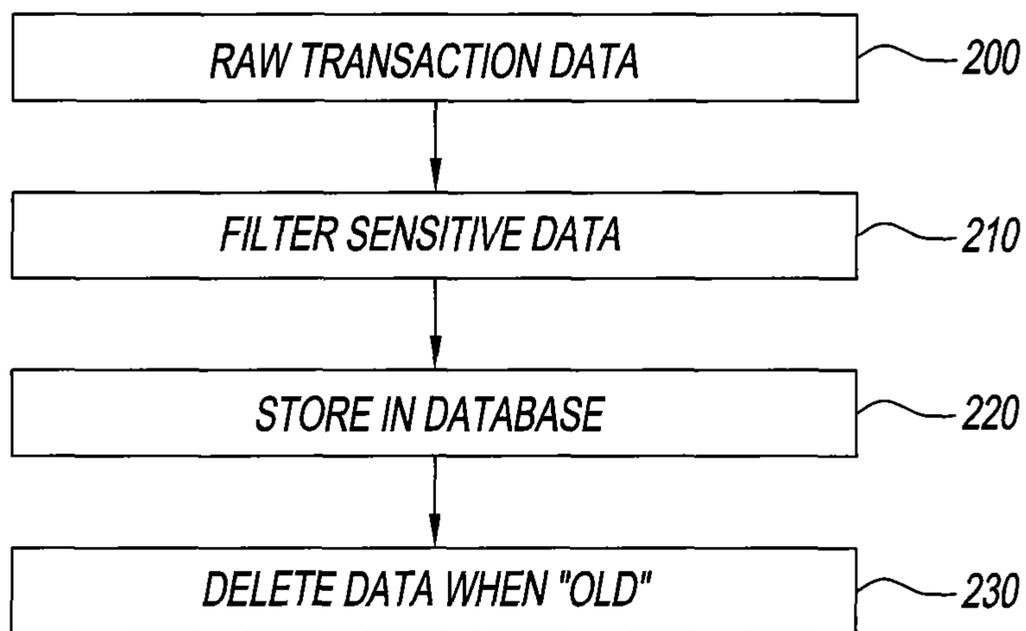 RAW TRANSACTION DATA 200
FILTER SENSITIVE DATA 210
STORE IN DATABASE 220
DELETE DATA WHEN "OLD" 230